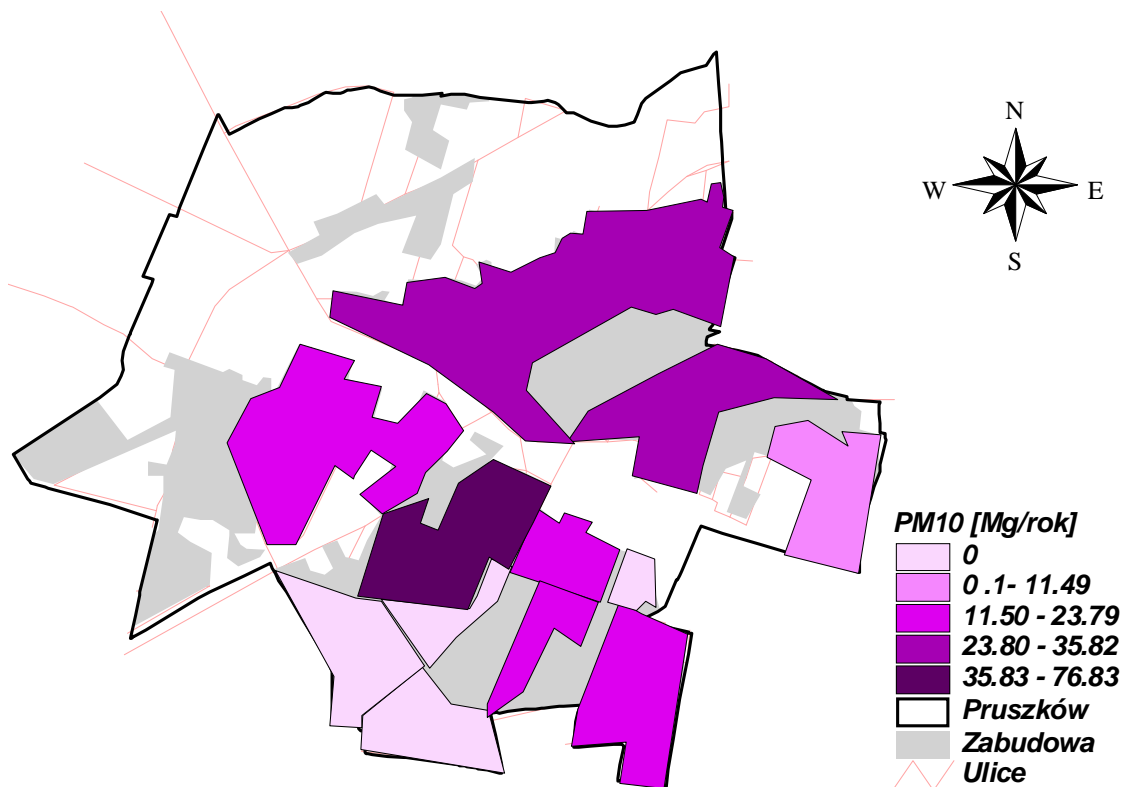 N
W
E
S
PM10 [Mg/rok]
0
0 .1- 11.49
11.50 - 23.79
23.80 - 35.82
35.83 - 76.83
Pruszków
Zabudowa
Ulice